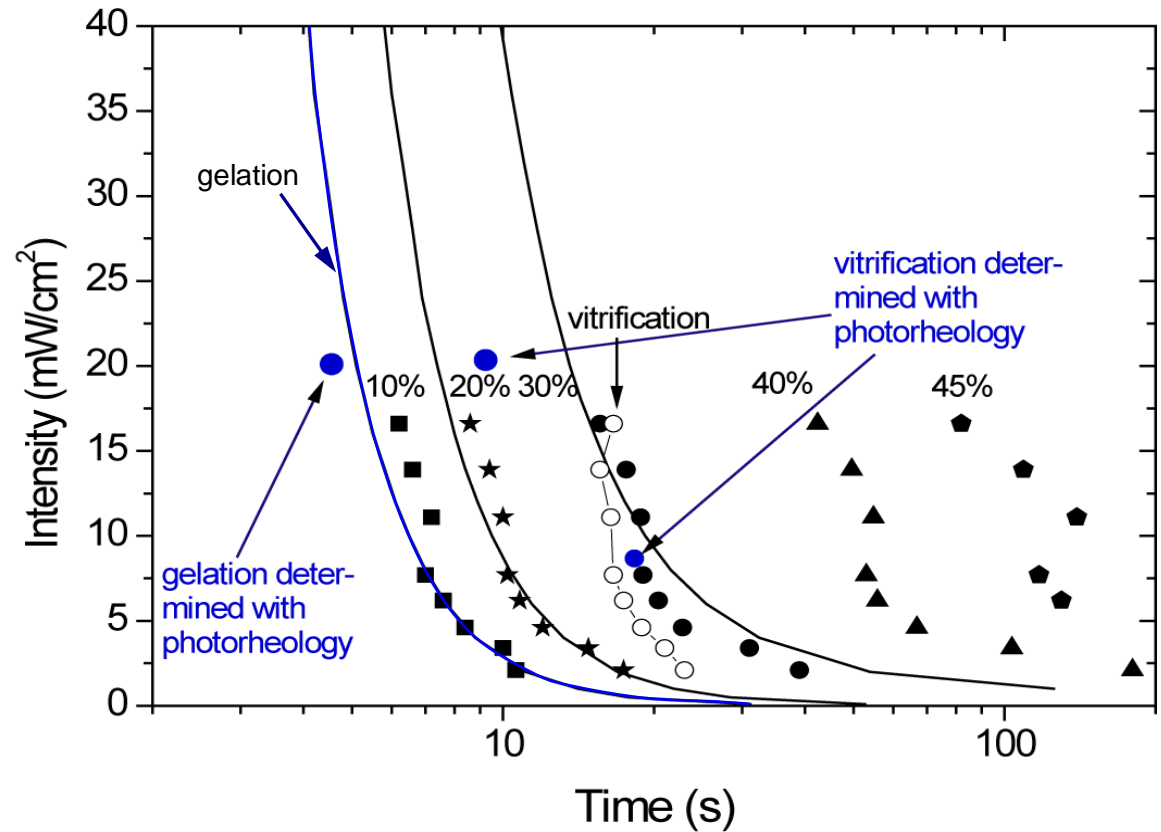 40
35
30
25
20
15
10
5
0
Intensity (mW/cm²)
gelation
vitrification deter-
mined with
photorheology
vitrification
10%
20%
30%
40%
45%
gelation deter-
mined with
photorheology
10
100
Time (s)